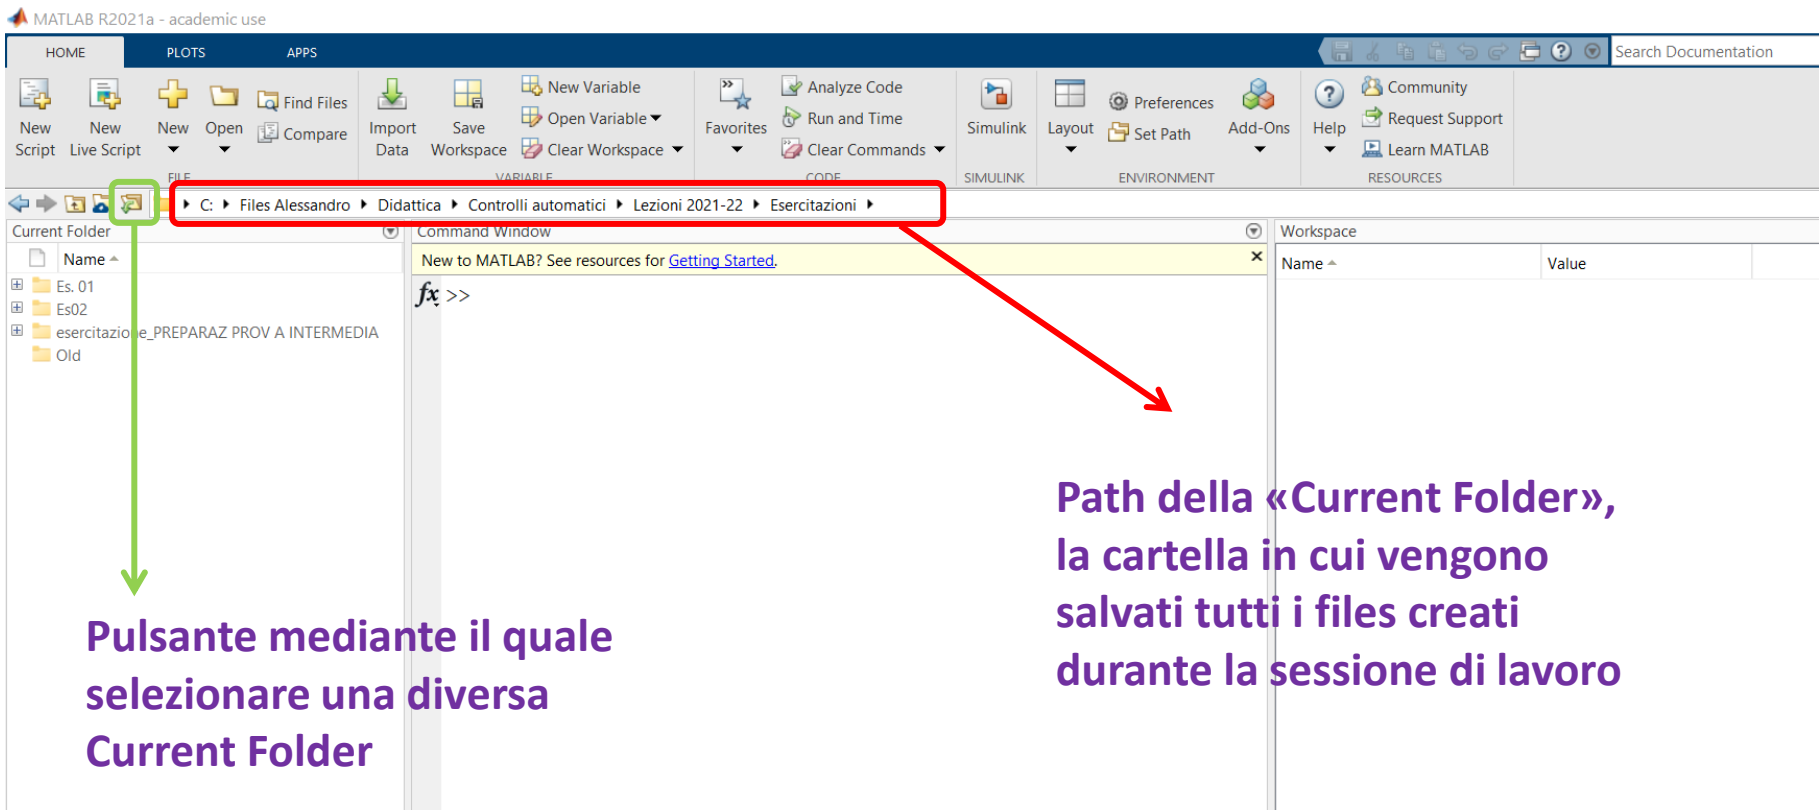 MATLAB R2021a - academic use
HOME PLOTS APPS Search Documentation
New Script
New Live Script
New
Open
Find Files
Compare
FILE
Import Data
Save Workspace
New Variable
Open Variable
Clear Workspace
VARIABLE
Favorites
Analyze Code
Run and Time
Clear Commands
CODE
Simulink
SIMULINK
Layout
Preferences
Set Path
Add-Ons
ENVIRONMENT
Help
Community
Request Support
Learn MATLAB
RESOURCES
C: Files Alessandro Didattica Controlli automatici Lezioni 2021-22 Esercitazioni
Current Folder
Name
Es. 01
Es02
esercitazione_PREPARAZ PROV A INTERMEDIA
Old
Command Window
New to MATLAB? See resources for Getting Started.
fx >>
Workspace
Name Value
Path della «Current Folder»,
la cartella in cui vengono
salvati tutti i files creati
durante la sessione di lavoro
Pulsante mediante il quale
selezionare una diversa
Current Folder